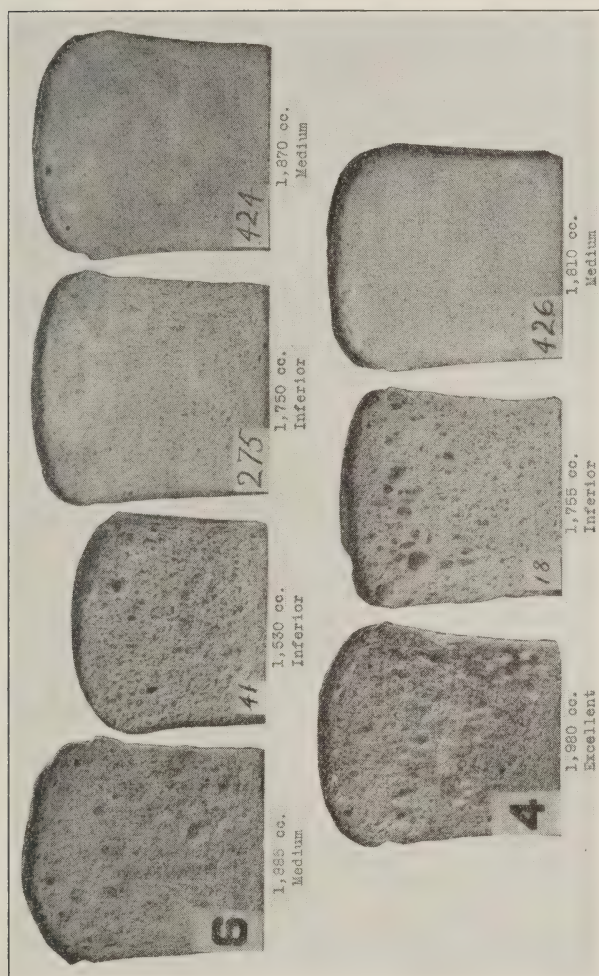 6
1,885 cc.
Medium
41
1,530 cc.
Inferior
275
1,750 cc.
Inferior
424
1,870 cc.
Medium
4
1,980 cc.
Excellent
18
1,755 cc.
Inferior
426
1,810 cc.
Medium